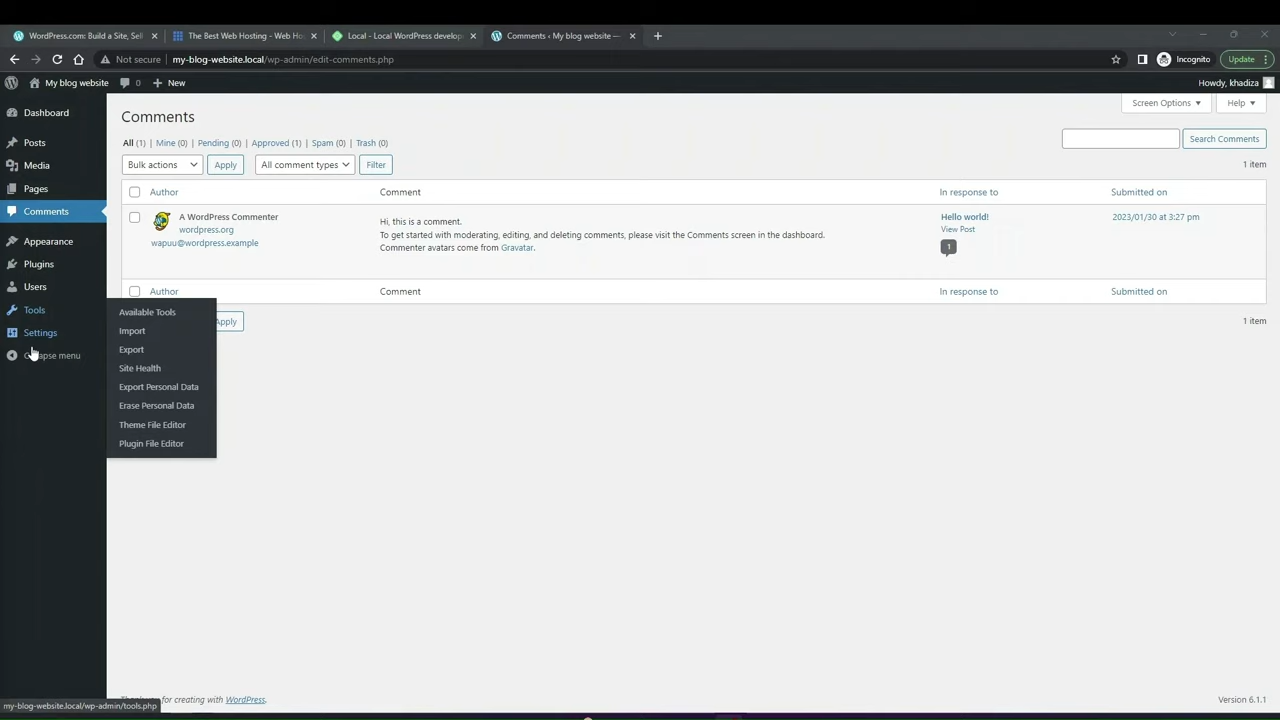 WordPress.com: Build a Site, Sell
The Best Web Hosting - Web Hos
Local - Local WordPress develop
Comments ‹ My blog website —
Not secure my-blog-website.local/wp-admin/edit-comments.php
Incognito
Update
My blog website 0 New
Howdy, khadiza
Dashboard
Posts
Media
Pages
Comments
Appearance
Plugins
Users
Tools
Settings
Collapse menu
Available Tools
Import
Export
Site Health
Export Personal Data
Erase Personal Data
Theme File Editor
Plugin File Editor
Comments
Screen Options
Help
All (1) | Mine (0) | Pending (0) | Approved (1) | Spam (0) | Trash (0)
Search Comments
Bulk actions Apply All comment types Filter
1 item
Author Comment In response to Submitted on
A WordPress Commenter
wordpress.org
wapuu@wordpress.example
Hi, this is a comment.
To get started with moderating, editing, and deleting comments, please visit the Comments screen in the dashboard.
Commenter avatars come from Gravatar.
Hello world!
View Post
1
2023/01/30 at 3:27 pm
Author Comment In response to Submitted on
Apply
1 item
for creating with WordPress.
Version 6.1.1
my-blog-website.local/wp-admin/tools.php